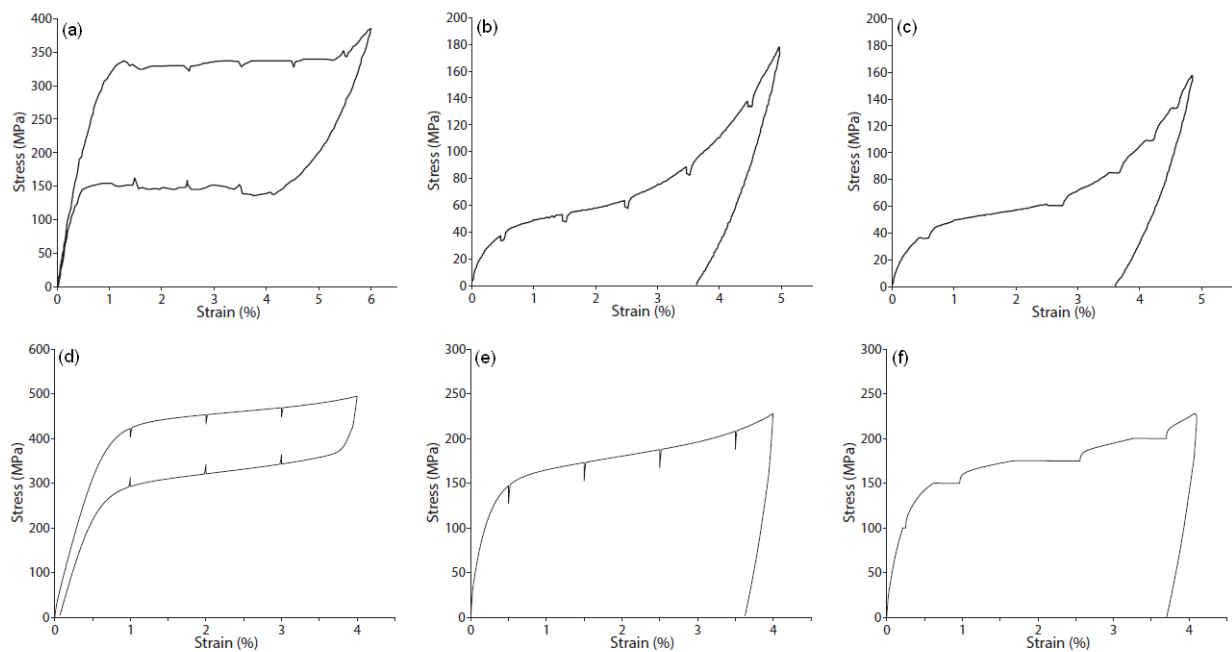 (a)
400
350
300
250
200
150
100
50
0
Stress (MPa)
0 1 2 3 4 5 6
Strain (%)
(b)
200
180
160
140
120
100
80
60
40
20
0
Stress (MPa)
0 1 2 3 4 5
Strain (%)
(c)
200
180
160
140
120
100
80
60
40
20
0
Stress (MPa)
0 1 2 3 4 5
Strain (%)
(d)
600
500
400
300
200
100
0
Stress (MPa)
0 1 2 3 4
Strain (%)
(e)
300
250
200
150
100
50
0
Stress (MPa)
0 1 2 3 4
Strain (%)
(f)
300
250
200
150
100
50
0
Stress (MPa)
0 1 2 3 4
Strain (%)